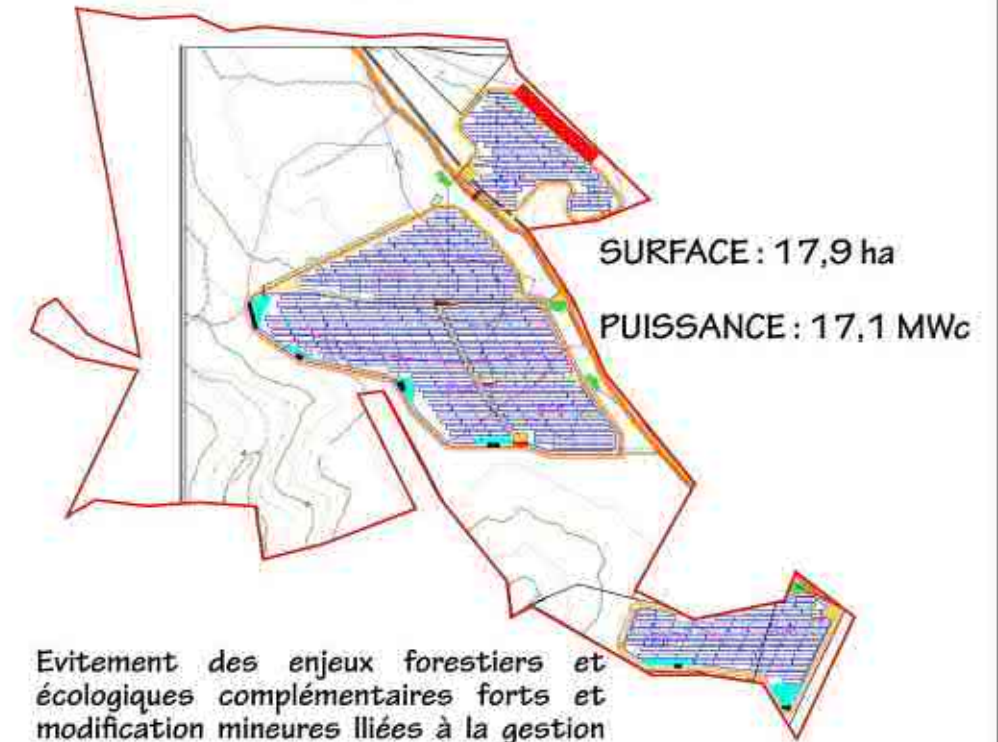 SURFACE : 17,9 ha
PUISSANCE : 17,1 MWc
Evitement des enjeux forestiers et
écologiques complémentaires forts et
modification mineures lliées à la gestion